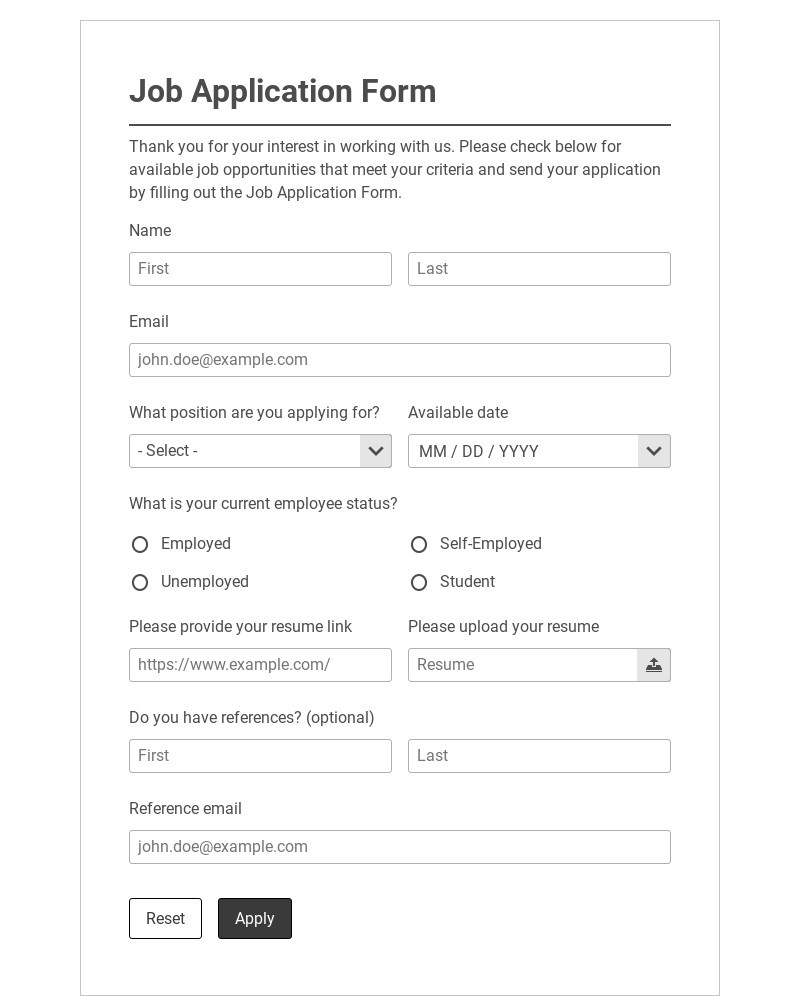 Job Application Form
Thank you for your interest in working with us. Please check below for
available job opportunities that meet your criteria and send your application
by filling out the Job Application Form.
Name
First
Last
Email
john.doe@example.com
What position are you applying for?
- Select -
Available date
MM / DD / YYYY
What is your current employee status?
Employed
Self-Employed
Unemployed
Student
Please provide your resume link
https://www.example.com/
Please upload your resume
Resume
Do you have references? (optional)
First
Last
Reference email
john.doe@example.com
Reset
Apply